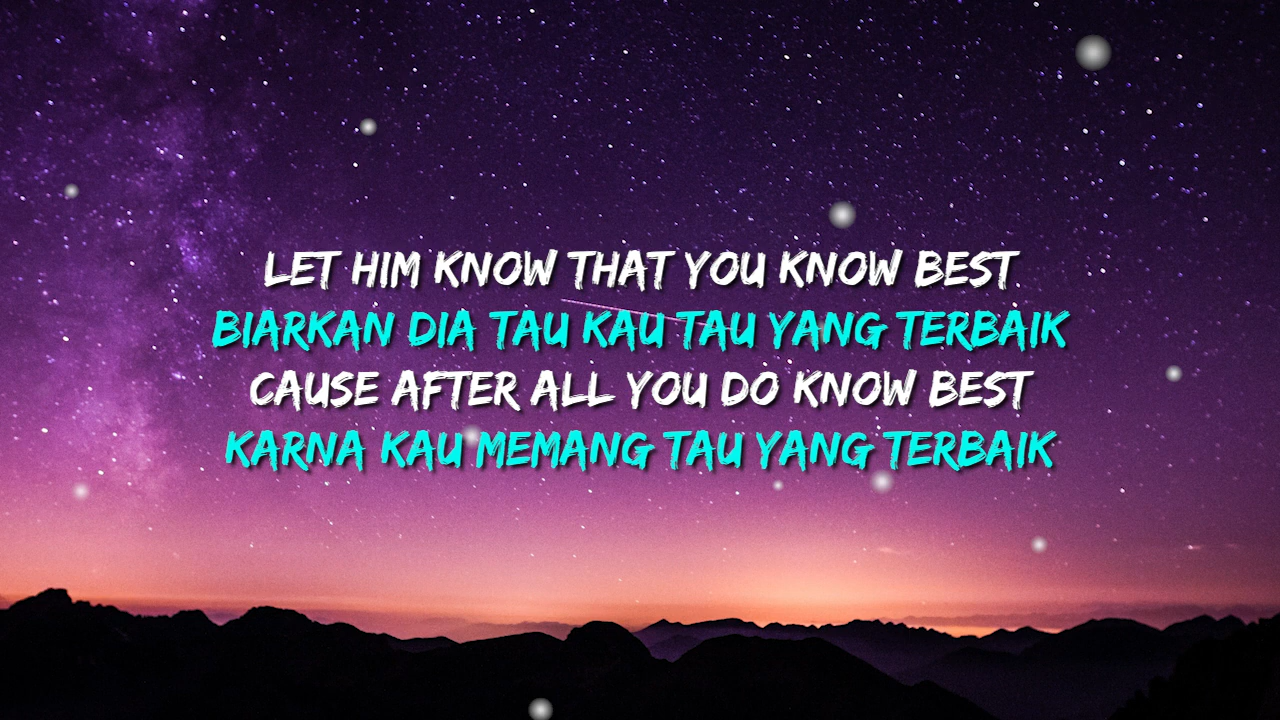 LET HIM KNOW THAT YOU KNOW BEST
BIARKAN DIA TAU KAU TAU YANG TERBAIK
CAUSE AFTER ALL YOU DO KNOW BEST
KARNA KAU MEMANG TAU YANG TERBAIK